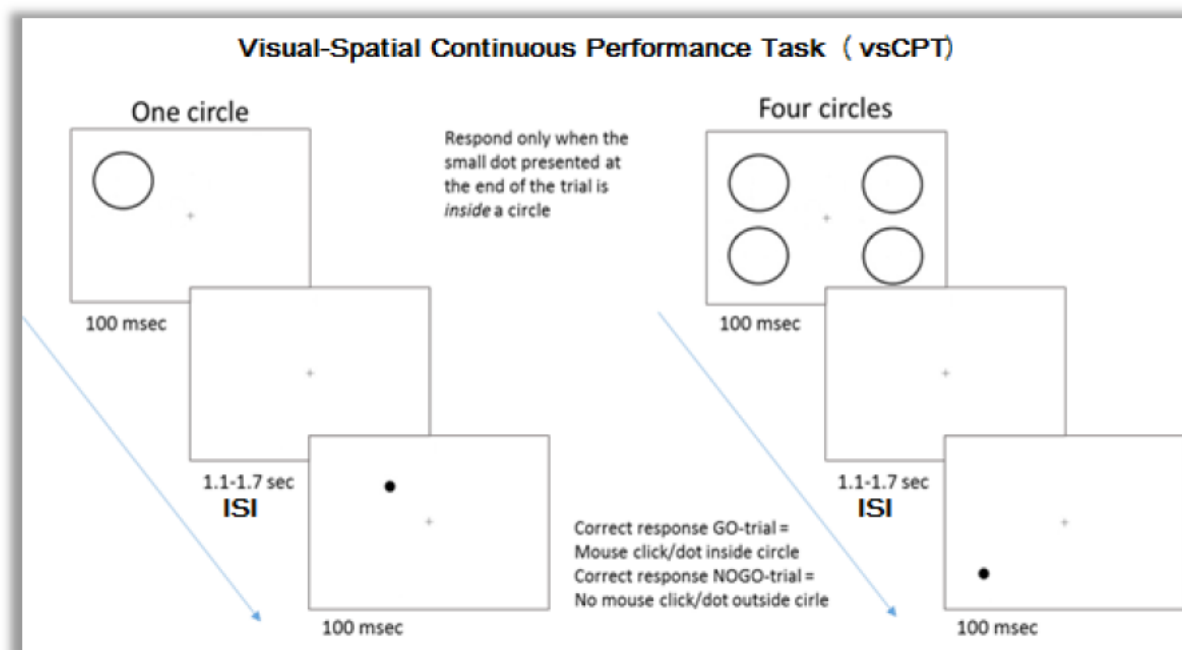 Visual-Spatial Continuous Performance Task ( vsCPT)
One circle
Respond only when the
small dot presented at
the end of the trial is
inside a circle
100 msec
1.1-1.7 sec
ISI
100 msec
Four circles
100 msec
1.1-1.7 sec
ISI
100 msec
Correct response GO-trial =
Mouse click/dot inside circle
Correct response NOGO-trial =
No mouse click/dot outside cirle